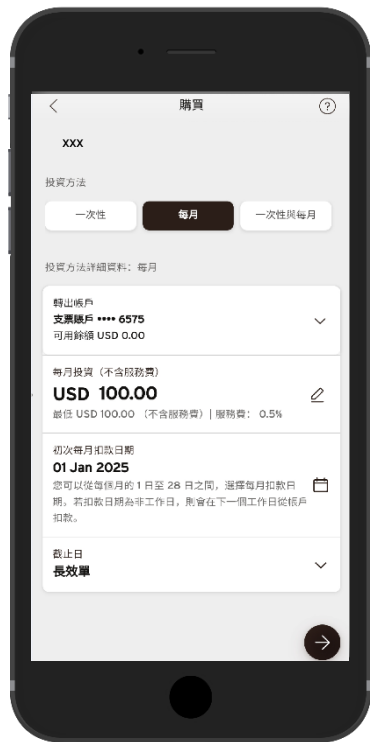 購買
?
xxx
投資方法
一次性
每月
一次性與每月
投資方法詳細資料：每月
轉出帳戶
支票賬戶 •••• 6575
可用餘額 USD 0.00
每月投資（不含服務費）
USD 100.00
最低 USD 100.00 （不含服務費）| 服務費： 0.5%
初次每月扣款日期
01 Jan 2025
您可以從每個月的 1 日至 28 日之間，選擇每月扣款日
期。若扣款日期為非工作日，則會在下一個工作日從帳戶
扣款。
截止日
長效單